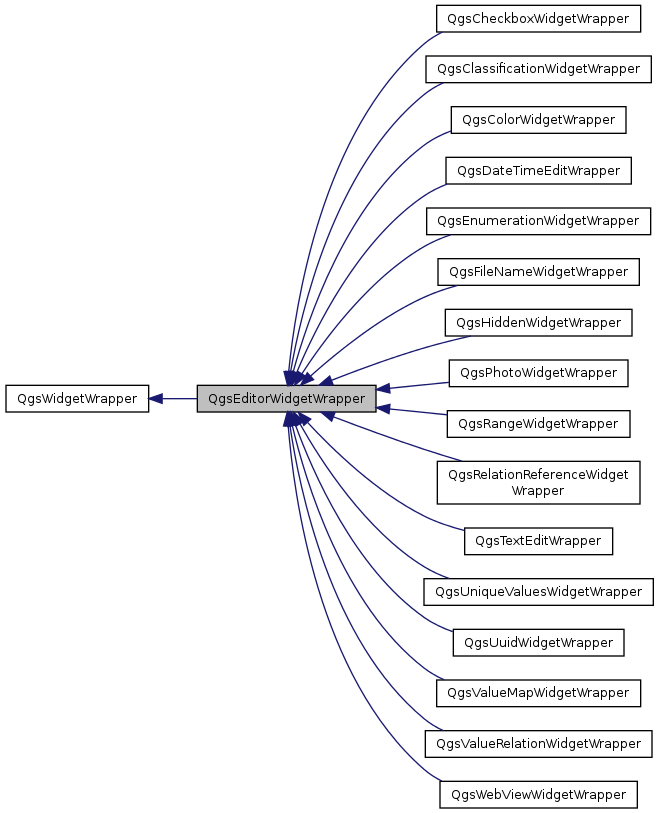 QgsCheckboxWidgetWrapper
QgsClassificationWidgetWrapper
QgsColorWidgetWrapper
QgsDateTimeEditWrapper
QgsEnumerationWidgetWrapper
QgsFileNameWidgetWrapper
QgsHiddenWidgetWrapper
QgsPhotoWidgetWrapper
QgsWidgetWrapper
QgsEditorWidgetWrapper
QgsRangeWidgetWrapper
QgsRelationReferenceWidget
Wrapper
QgsTextEditWrapper
QgsUniqueValuesWidgetWrapper
QgsUuidWidgetWrapper
QgsValueMapWidgetWrapper
QgsValueRelationWidgetWrapper
QgsWebViewWidgetWrapper